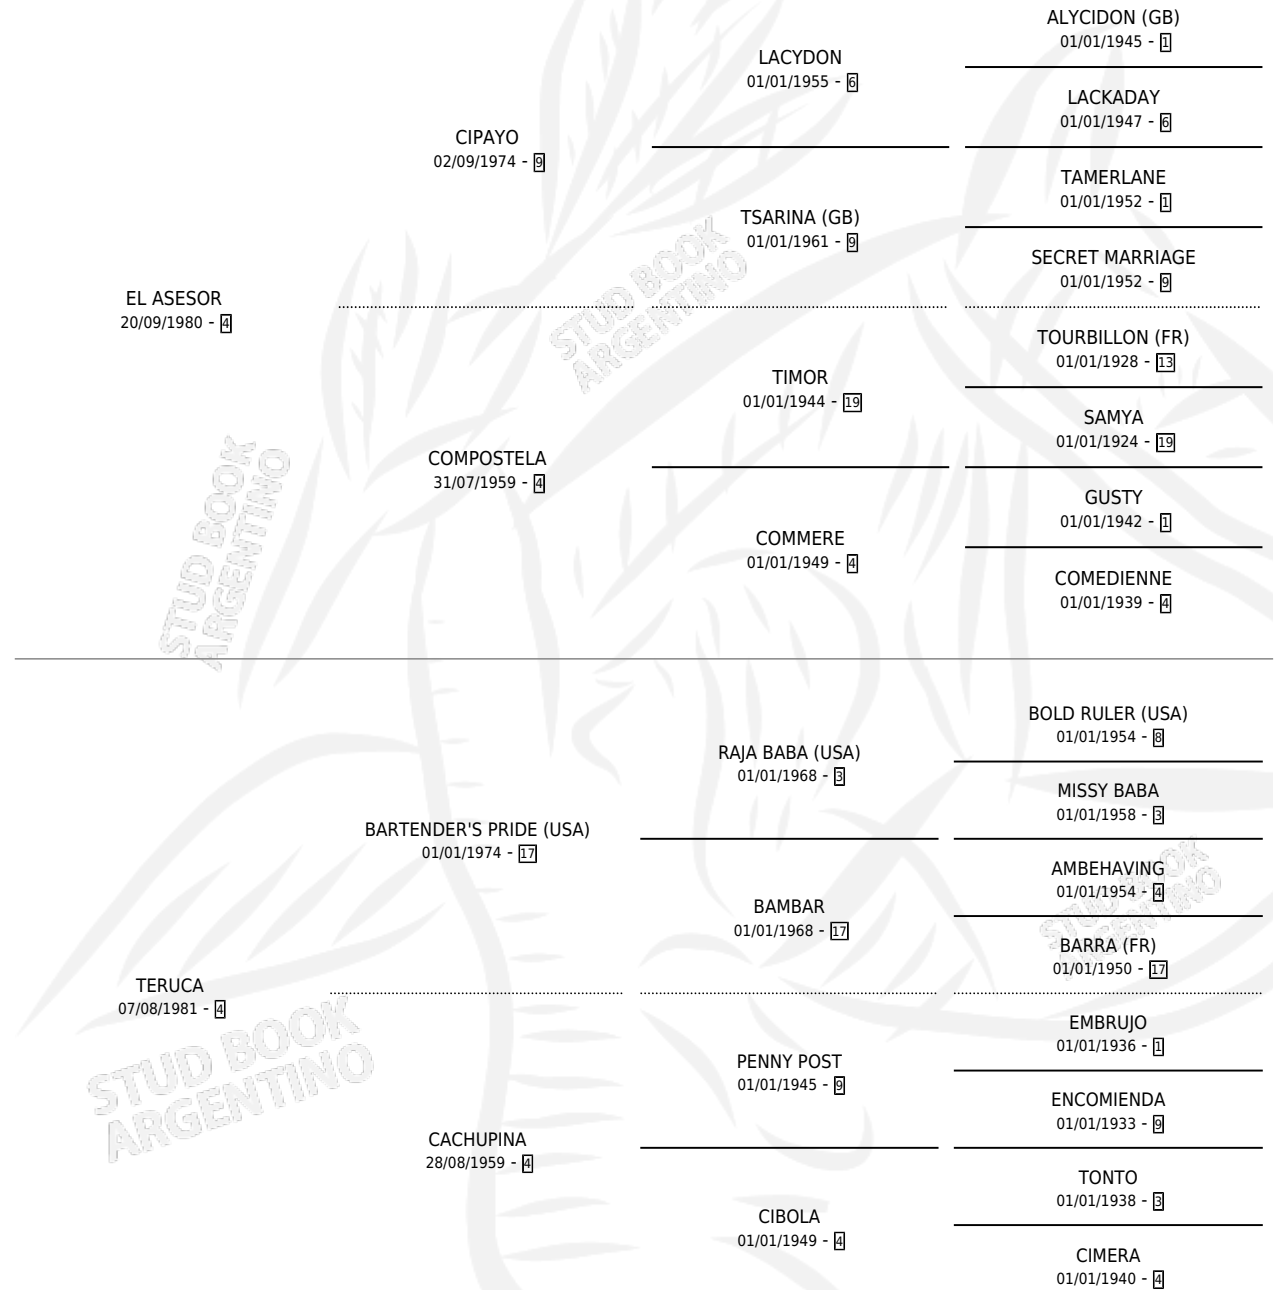 ALYCIDON (GB)
01/01/1945 - 1
LACYDON
01/01/1955 - 6
LACKADAY
01/01/1947 - 6
CIPAYO
02/09/1974 - 9
TAMERLANE
01/01/1952 - 1
TSARINA (GB)
01/01/1961 - 9
SECRET MARRIAGE
01/01/1952 - 9
EL ASESOR
20/09/1980 - 4
STUD BOOK
ARGENTINO
TOURBILLON (FR)
01/01/1928 - 13
TIMOR
01/01/1944 - 19
SAMYA
01/01/1924 - 19
COMPOSTELA
31/07/1959 - 4
GUSTY
01/01/1942 - 1
COMMERE
01/01/1949 - 4
COMEDIENNE
01/01/1939 - 4
STUD BOOK
ARGENTINO
BOLD RULER (USA)
01/01/1954 - 8
RAJA BABA (USA)
01/01/1968 - 3
MISSY BABA
01/01/1958 - 3
BARTENDER'S PRIDE (USA)
01/01/1974 - 17
AMBEHAVING
01/01/1954 - 4
BAMBAR
01/01/1968 - 17
BARRA (FR)
01/01/1950 - 17
STUD BOOK
ARGENTINO
TERUCA
07/08/1981 - 4
STUD BOOK
ARGENTINO
EMBRUJO
01/01/1936 - 1
PENNY POST
01/01/1945 - 9
ENCOMIENDA
01/01/1933 - 9
CACHUPINA
28/08/1959 - 4
TONTO
01/01/1938 - 3
CIBOLA
01/01/1949 - 4
CIMERA
01/01/1940 - 4